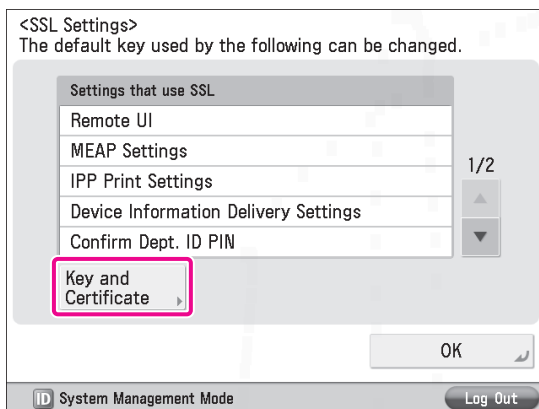 <SSL Settings>
The default key used by the following can be changed.
Settings that use SSL
Remote UI
MEAP Settings
IPP Print Settings
Device Information Delivery Settings
Confirm Dept. ID PIN
1/2
Key and
Certificate
OK
ID System Management Mode
Log Out